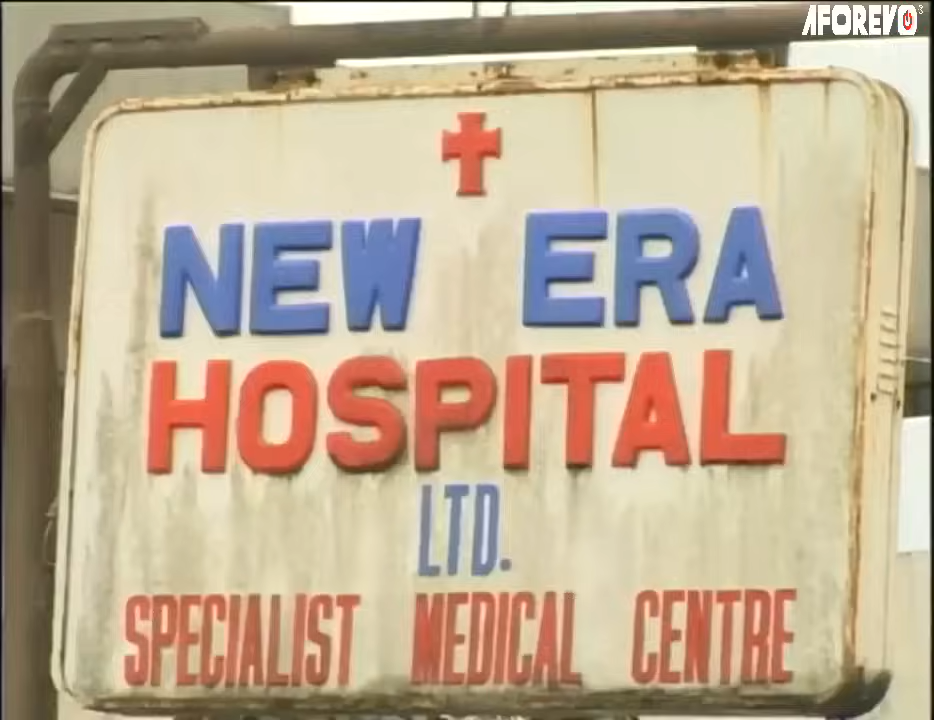 AFOREVO
NEW ERA
HOSPITAL
LTD.
SPECIALIST MEDICAL CENTRE